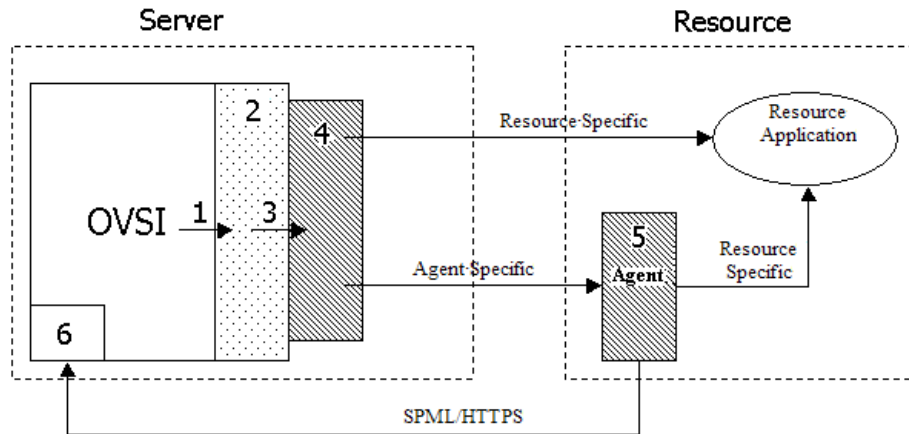 Server
Resource
2
4
Resource·Specific
Resource
Application
OVSI
1
3
5
Agent
Agent·Specific
Resource
Specific
6
SPML/HTTPS